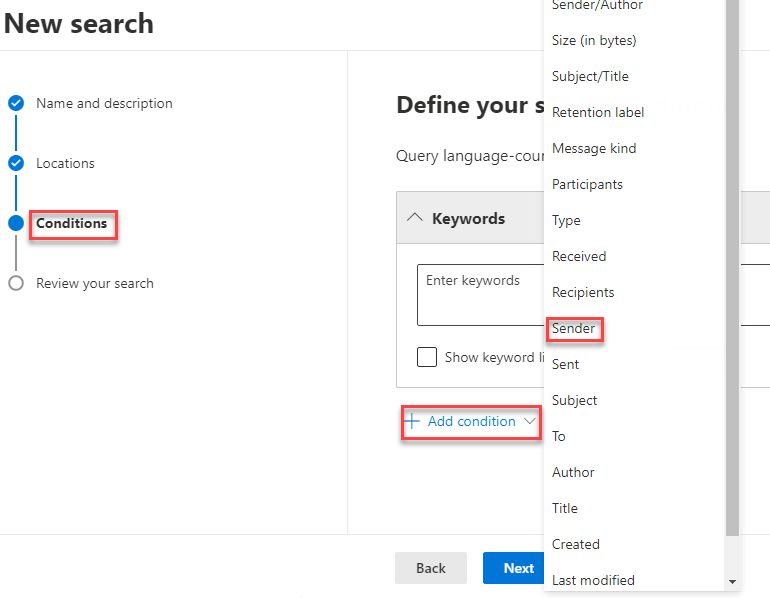 New search
Name and description
Locations
Conditions
Review your search
Define your s
Query language-cour
Keywords
Enter keywords
Show keyword li
Add condition
Sender/Author
Size (in bytes)
Subject/Title
Retention label
Message kind
Participants
Type
Received
Recipients
Sender
Sent
Subject
To
Author
Title
Created
Last modified
Back
Next